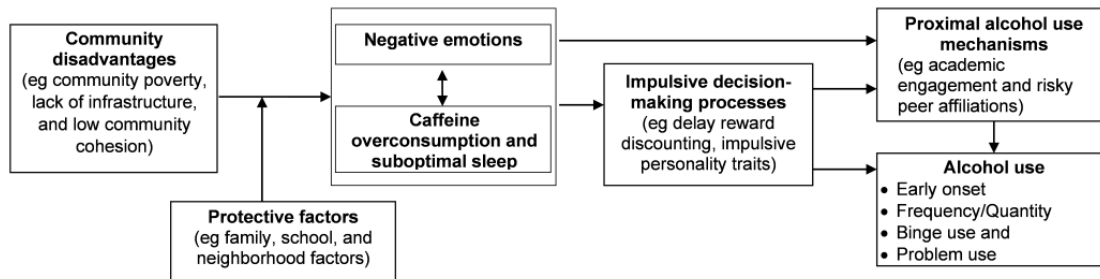 Community
disadvantages
(eg community poverty,
lack of infrastructure,
and low community
cohesion)
Protective factors
(eg family, school, and
neighborhood factors)
Negative emotions
Caffeine
overconsumption and
suboptimal sleep
Impulsive decision-
making processes
(eg delay reward
discounting, impulsive
personality traits)
Proximal alcohol use
mechanisms
(eg academic
engagement and risky
peer affiliations)
Alcohol use
• Early onset
• Frequency/Quantity
• Binge use and
• Problem use